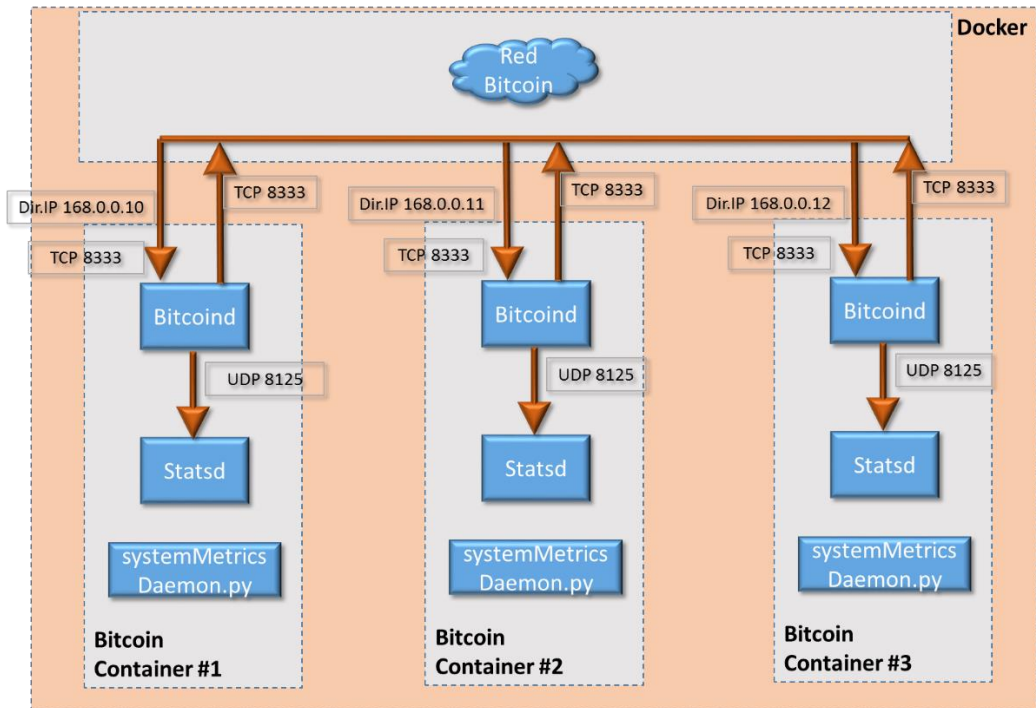 Docker
Red
Bitcoin
Dir.IP 168.0.0.10
TCP 8333
TCP 8333
Dir.IP 168.0.0.11
TCP 8333
TCP 8333
Dir.IP 168.0.0.12
TCP 8333
TCP 8333
Bitcoind
UDP 8125
Statsd
systemMetrics
Daemon.py
Bitcoin
Container #1
Bitcoind
UDP 8125
Statsd
systemMetrics
Daemon.py
Bitcoin
Container #2
Bitcoind
UDP 8125
Statsd
systemMetrics
Daemon.py
Bitcoin
Container #3